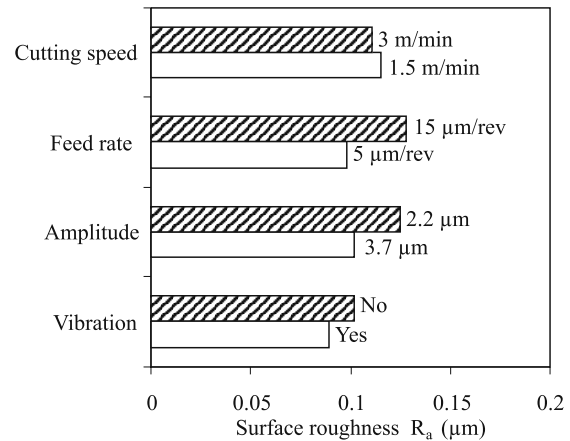 Cutting speed
3 m/min
1.5 m/min
Feed rate
15 µm/rev
5 µm/rev
Amplitude
2.2 µm
3.7 µm
Vibration
No
Yes
0 0.05 0.1 0.15 0.2
Surface roughness Ra (µm)